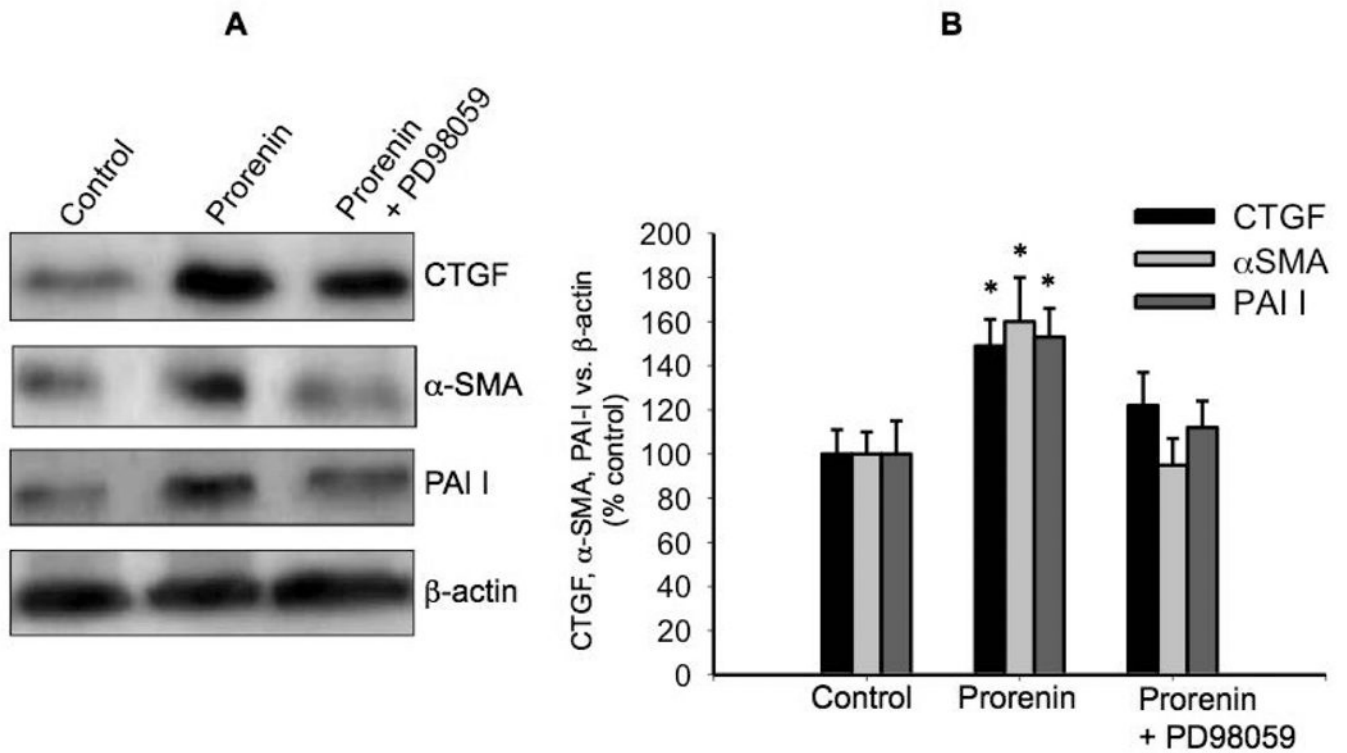 A
Control
Prorenin
Prorenin
+ PD98059
CTGF
α-SMA
PAI I
β-actin
B
CTGF
αSMA
PAI I
CTGF, α-SMA, PAI-I vs. β-actin
(% control)
200
180
160
140
120
100
80
60
40
20
0
*
*
*
Control
Prorenin
Prorenin
+ PD98059